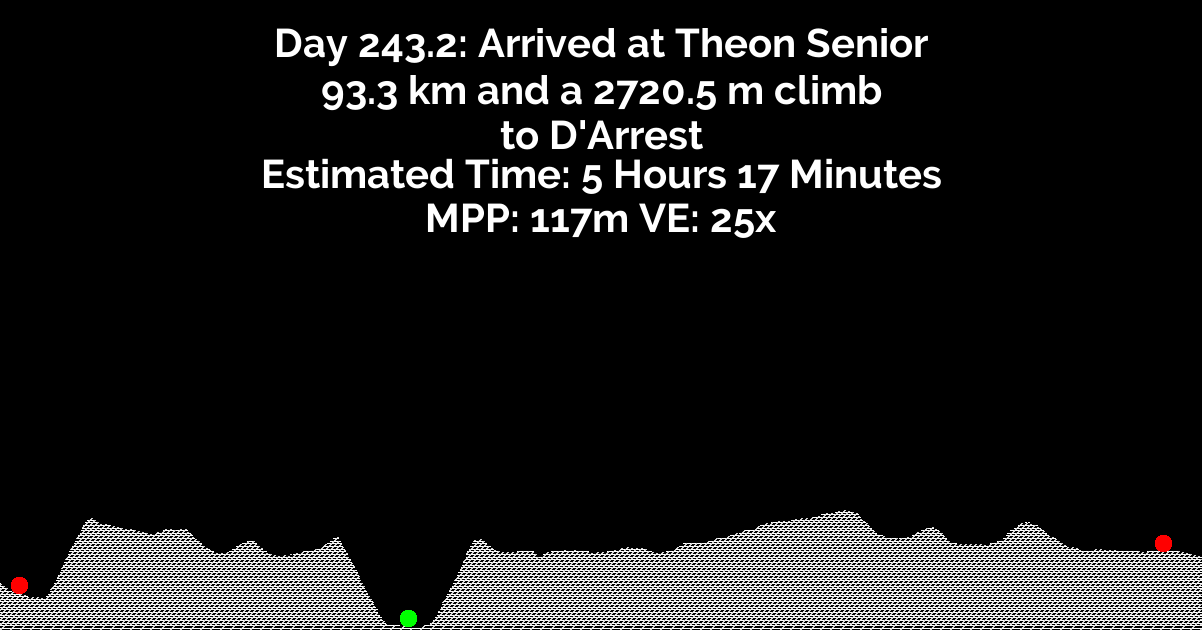 Day 243.2: Arrived at Theon Senior
93.3 km and a 2720.5 m climb
to D'Arrest
Estimated Time: 5 Hours 17 Minutes
MPP: 117m VE: 25x